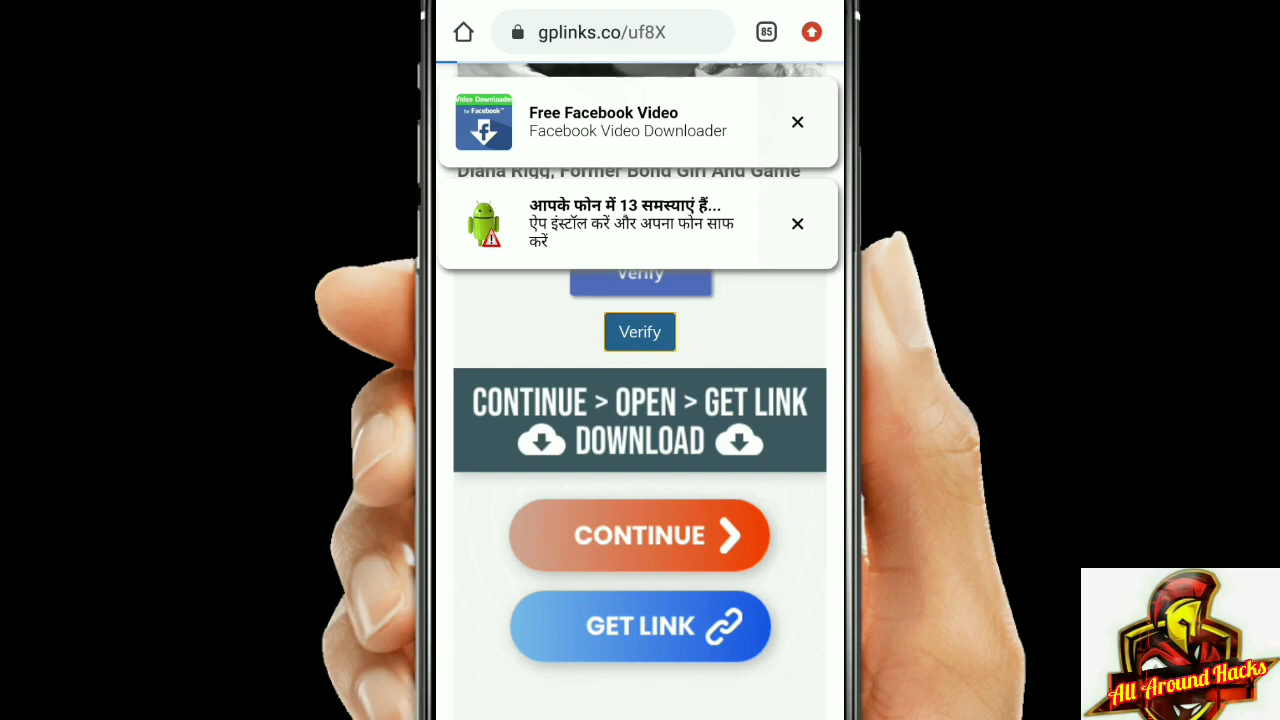 gplinks.co/uf8X
85
Video Downloader
for Facebook™
Free Facebook Video
Facebook Video Downloader
Diana Rigg, Former Bond Girl And Game
आपके फोन में 13 समस्याएं हैं...
ऐप इंस्टॉल करें और अपना फोन साफ
करें
Verify
Verify
CONTINUE > OPEN > GET LINK
DOWNLOAD
CONTINUE
GET LINK
All Around Hacks